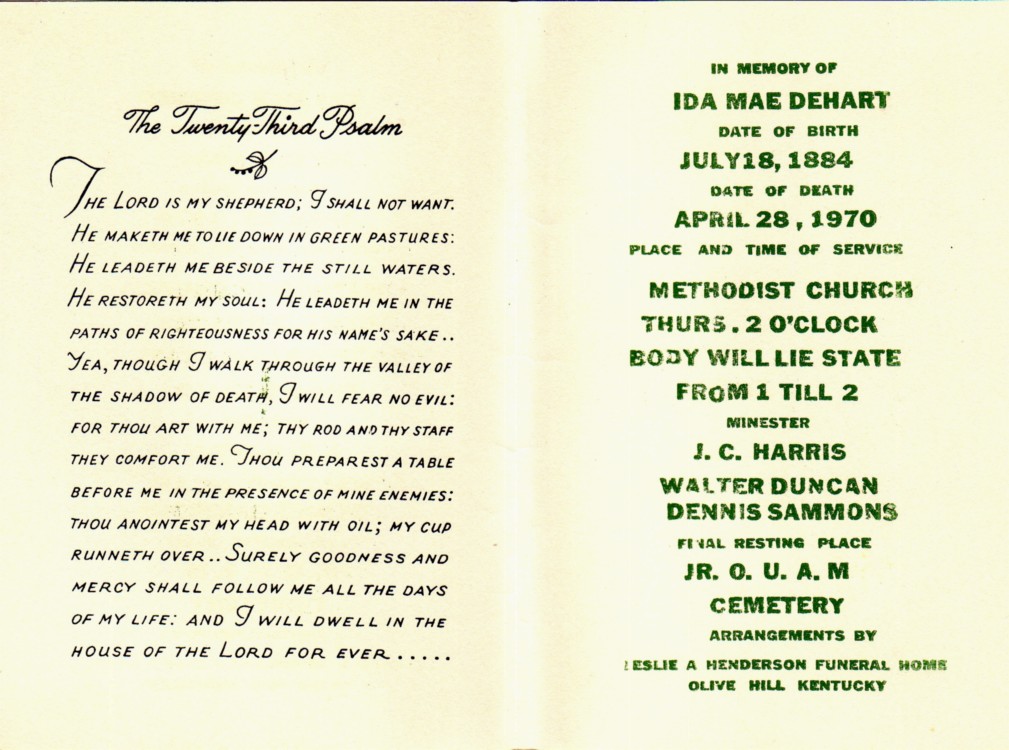 The Twenty-Third Psalm
THE LORD IS MY SHEPHERD; I SHALL NOT WANT.
HE MAKETH ME TO LIE DOWN IN GREEN PASTURES:
HE LEADETH ME BESIDE THE STILL WATERS.
HE RESTORETH MY SOUL: HE LEADETH ME IN THE
PATHS OF RIGHTEOUSNESS FOR HIS NAME'S SAKE..
YEA, THOUGH I WALK THROUGH THE VALLEY OF
THE SHADOW OF DEATH, I WILL FEAR NO EVIL:
FOR THOU ART WITH ME; THY ROD AND THY STAFF
THEY COMFORT ME. THOU PREPAREST A TABLE
BEFORE ME IN THE PRESENCE OF MINE ENEMIES:
THOU ANOINTEST MY HEAD WITH OIL; MY CUP
RUNNETH OVER.. SURELY GOODNESS AND
MERCY SHALL FOLLOW ME ALL THE DAYS
OF MY LIFE: AND I WILL DWELL IN THE
HOUSE OF THE LORD FOR EVER.....
IN MEMORY OF
IDA MAE DEHART
DATE OF BIRTH
JULY 18, 1884
DATE OF DEATH
APRIL 28, 1970
PLACE AND TIME OF SERVICE
METHODIST CHURCH
THURS. 2 O'CLOCK
BODY WILL LIE STATE
FROM 1 TILL 2
MINESTER
J. C. HARRIS
WALTER DUNCAN
DENNIS SAMMONS
FINAL RESTING PLACE
JR. O. U. A. M
CEMETERY
ARRANGEMENTS BY
LESLIE A HENDERSON FUNERAL HOME
OLIVE HILL KENTUCKY